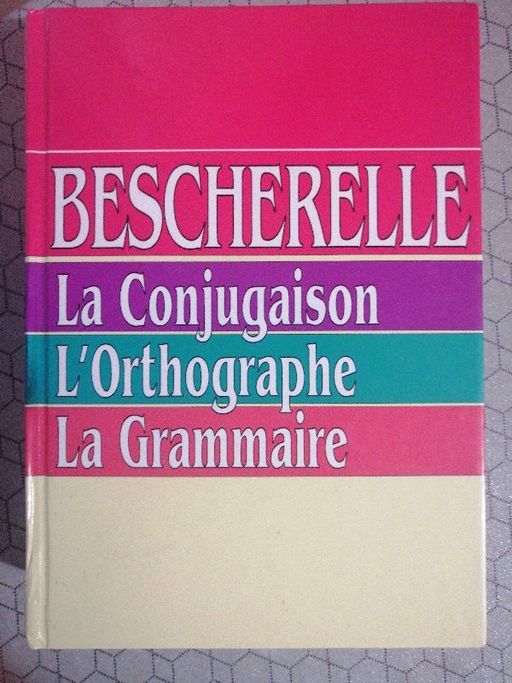 BESCHERELLE
La Conjugaison
L'Orthographe
La Grammaire